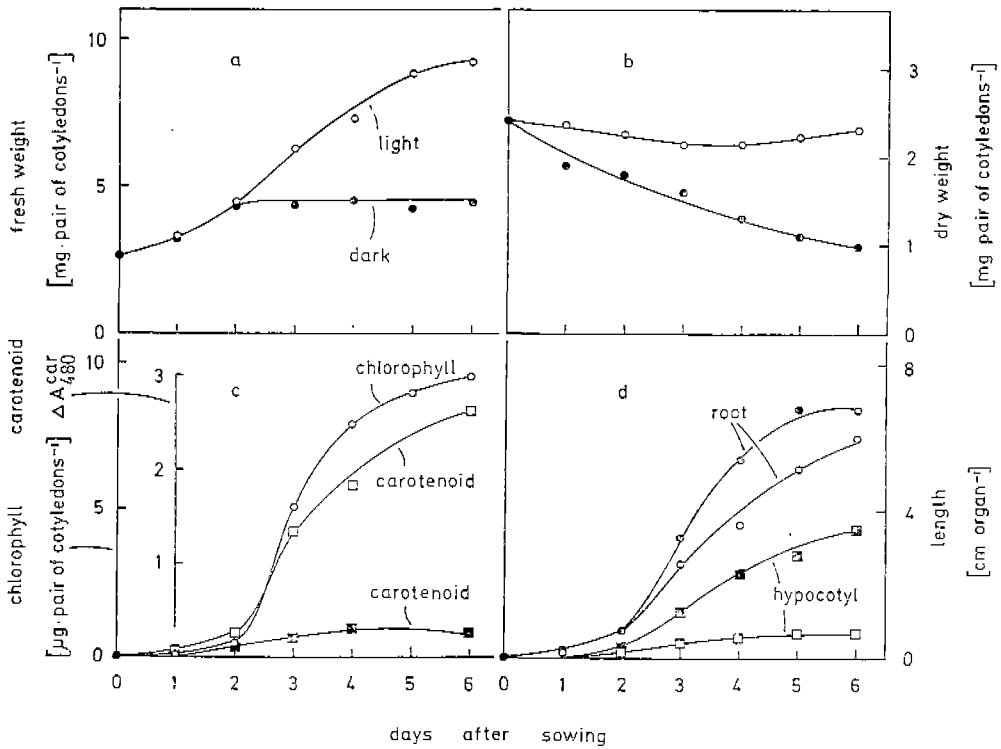 a
light
dark
10
5
0
fresh weight
[mg · pair of cotyledons⁻¹]
b
3
2
1
0
dry weight
[mg pair of cotyledons⁻¹]
c
chlorophyll
carotenoid
carotenoid
10
5
0
3
2
1
carotenoid
ΔA car 480
chlorophyll
[µg · pair of cotyledons⁻¹]
0 1 2 3 4 5 6
d
root
hypocotyl
8
4
0
length
[cm organ⁻¹]
0 1 2 3 4 5 6
days after sowing